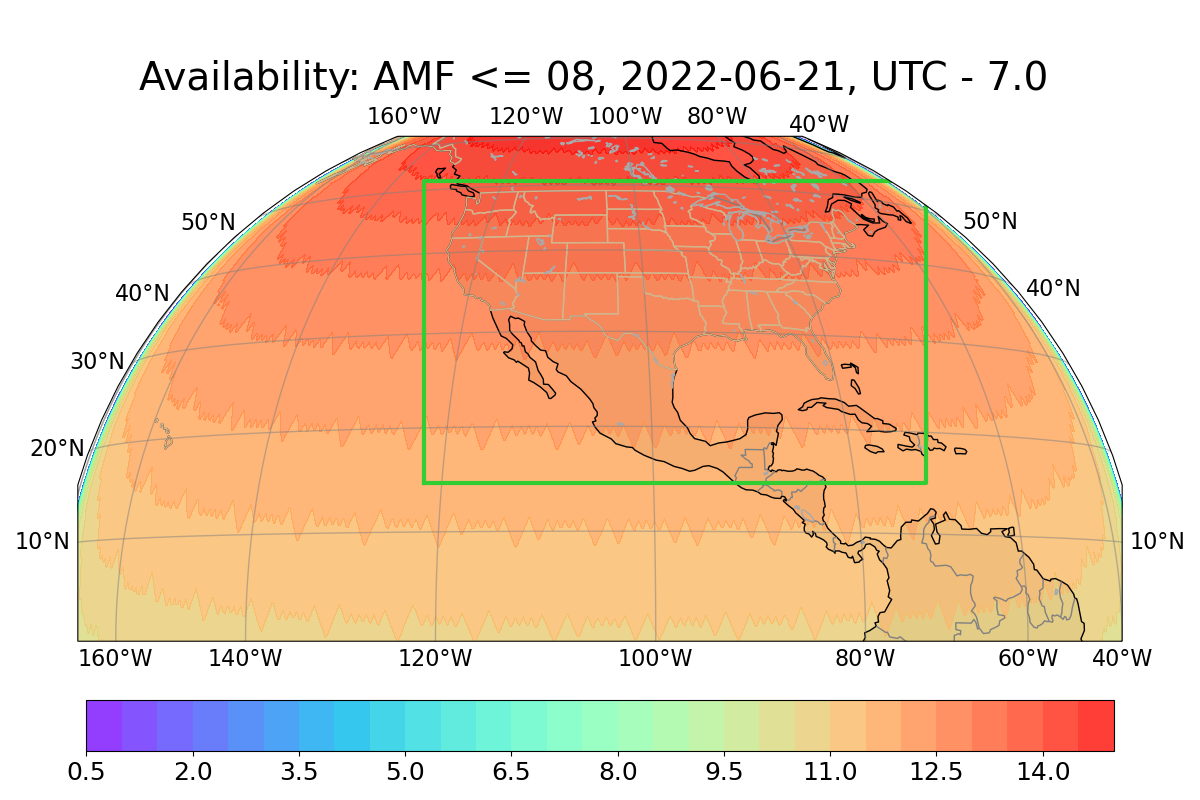 Availability: AMF <= 08, 2022-06-21, UTC - 7.0
160°W 120°W 100°W 80°W 40°W
50°N 50°N
40°N 40°N
30°N
20°N
10°N 10°N
160°W 140°W 120°W 100°W 80°W 60°W 40°W
0.5 2.0 3.5 5.0 6.5 8.0 9.5 11.0 12.5 14.0